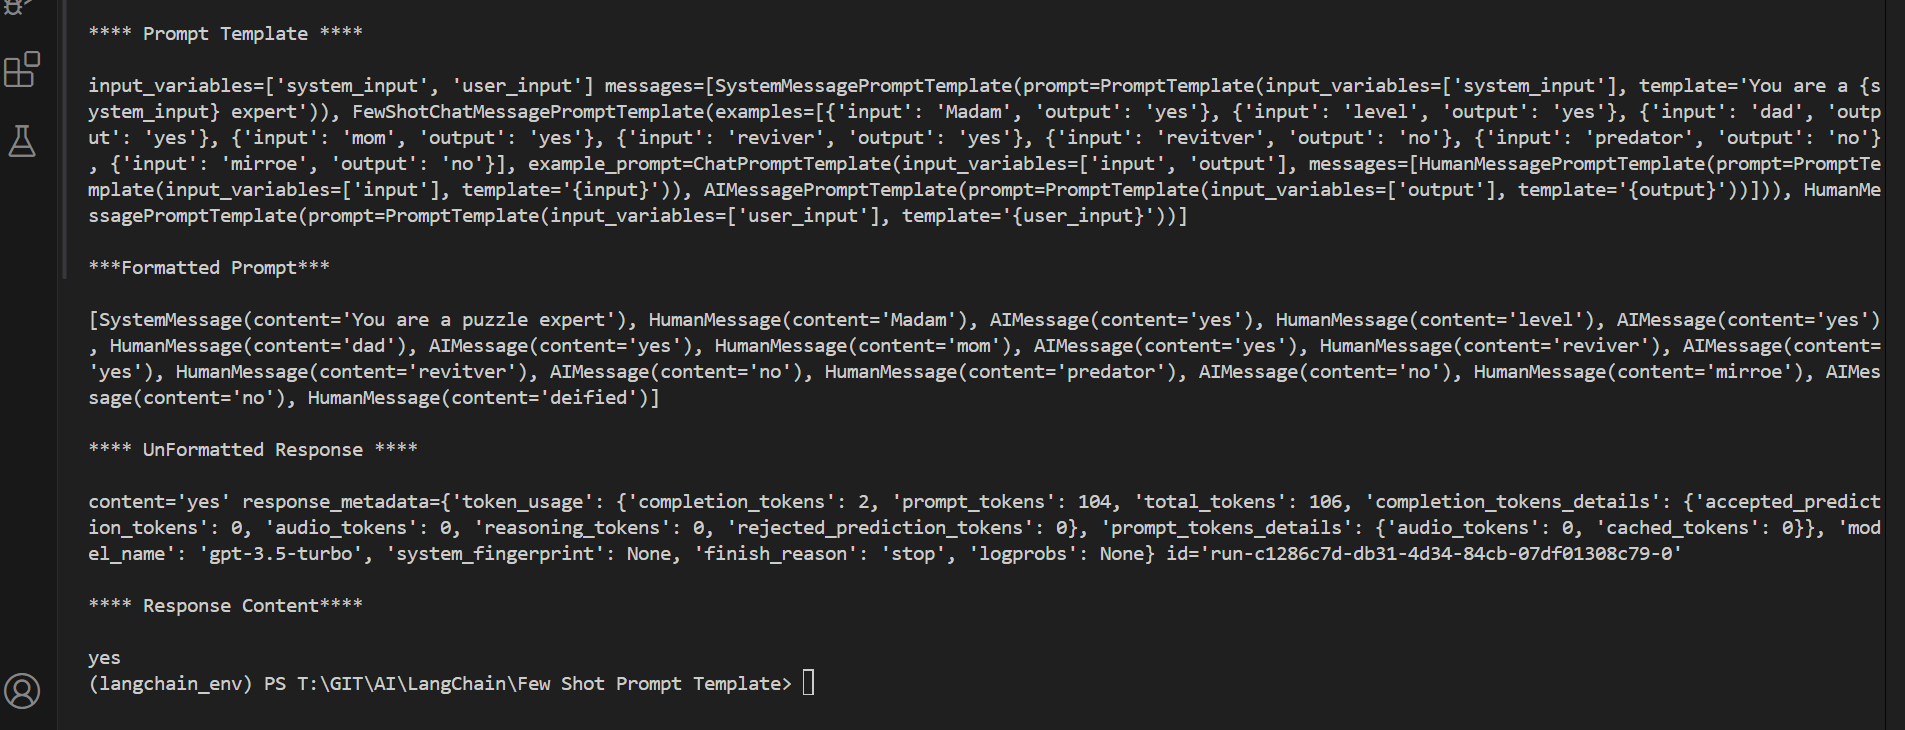 **** Prompt Template ****
input_variables=['system_input', 'user_input'] messages=[SystemMessagePromptTemplate(prompt=PromptTemplate(input_variables=['system_input'], template='You are a {s
ystem_input} expert')), FewShotChatMessagePromptTemplate(examples=[{'input': 'Madam', 'output': 'yes'}, {'input': 'level', 'output': 'yes'}, {'input': 'dad', 'outp
ut': 'yes'}, {'input': 'mom', 'output': 'yes'}, {'input': 'reviver', 'output': 'yes'}, {'input': 'revitver', 'output': 'no'}, {'input': 'predator', 'output': 'no'}
, {'input': 'mirroe', 'output': 'no'}], example_prompt=ChatPromptTemplate(input_variables=['input', 'output'], messages=[HumanMessagePromptTemplate(prompt=PromptTe
mplate(input_variables=['input'], template='{input}')), AIMessagePromptTemplate(prompt=PromptTemplate(input_variables=['output'], template='{output}'))])), HumanMe
ssagePromptTemplate(prompt=PromptTemplate(input_variables=['user_input'], template='{user_input}'))]
***Formatted Prompt***
[SystemMessage(content='You are a puzzle expert'), HumanMessage(content='Madam'), AIMessage(content='yes'), HumanMessage(content='level'), AIMessage(content='yes')
, HumanMessage(content='dad'), AIMessage(content='yes'), HumanMessage(content='mom'), AIMessage(content='yes'), HumanMessage(content='reviver'), AIMessage(content=
'yes'), HumanMessage(content='revitver'), AIMessage(content='no'), HumanMessage(content='predator'), AIMessage(content='no'), HumanMessage(content='mirroe'), AIMes
sage(content='no'), HumanMessage(content='deified')]
**** UnFormatted Response ****
content='yes' response_metadata={'token_usage': {'completion_tokens': 2, 'prompt_tokens': 104, 'total_tokens': 106, 'completion_tokens_details': {'accepted_predict
ion_tokens': 0, 'audio_tokens': 0, 'reasoning_tokens': 0, 'rejected_prediction_tokens': 0}, 'prompt_tokens_details': {'audio_tokens': 0, 'cached_tokens': 0}}, 'mod
el_name': 'gpt-3.5-turbo', 'system_fingerprint': None, 'finish_reason': 'stop', 'logprobs': None} id='run-c1286c7d-db31-4d34-84cb-07df01308c79-0'
**** Response Content****
yes
(langchain_env) PS T:\GIT\AI\LangChain\Few Shot Prompt Template>